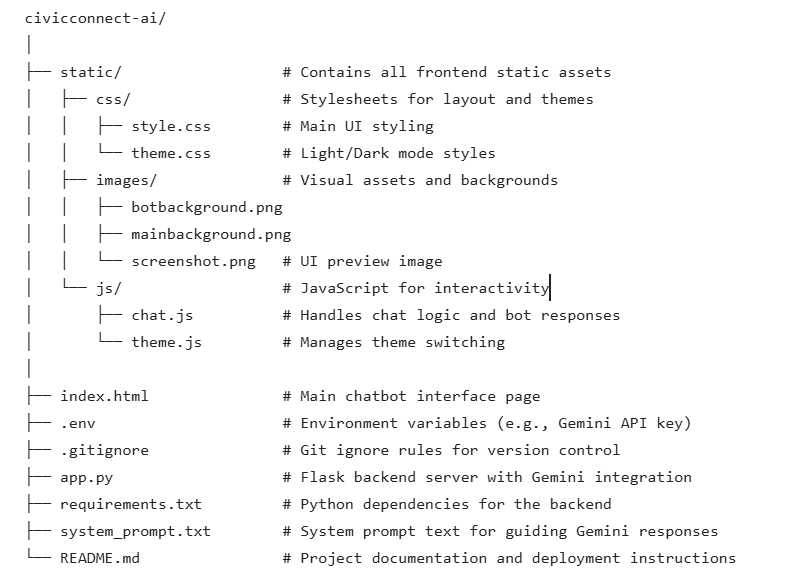 civicconnect-ai/
│
├── static/                  # Contains all frontend static assets
│   ├── css/                 # Stylesheets for layout and themes
│   │   ├── style.css        # Main UI styling
│   │   └── theme.css        # Light/Dark mode styles
│   ├── images/              # Visual assets and backgrounds
│   │   ├── botbackground.png
│   │   ├── mainbackground.png
│   │   └── screenshot.png   # UI preview image
│   └── js/                  # JavaScript for interactivity
│       ├── chat.js          # Handles chat logic and bot responses
│       └── theme.js         # Manages theme switching
│
├── index.html               # Main chatbot interface page
├── .env                     # Environment variables (e.g., Gemini API key)
├── .gitignore               # Git ignore rules for version control
├── app.py                   # Flask backend server with Gemini integration
├── requirements.txt         # Python dependencies for the backend
├── system_prompt.txt        # System prompt text for guiding Gemini responses
└── README.md                # Project documentation and deployment instructions